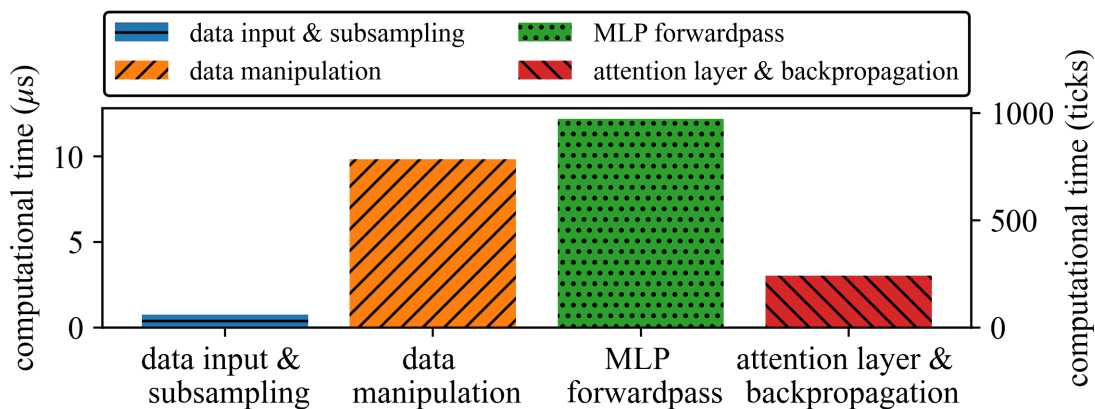 data input & subsampling
data manipulation
MLP forwardpass
attention layer & backpropagation
computational time (μs)
10
5
0
computational time (ticks)
1000
500
0
data input &
subsampling
data
manipulation
MLP
forwardpass
attention layer &
backpropagation